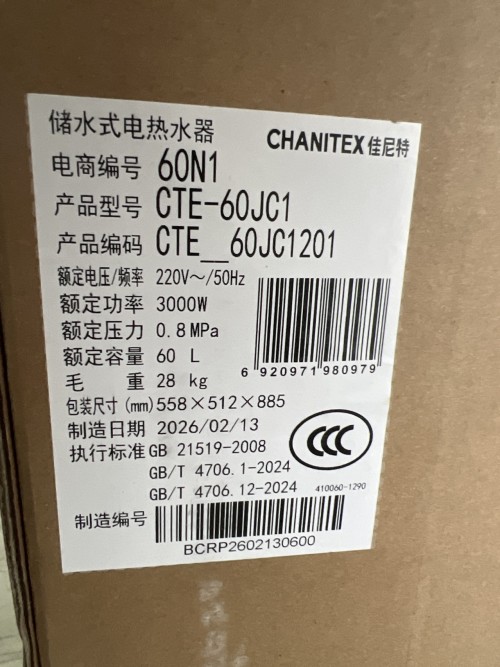 储水式电热水器
CHANITEX佳尼特
电商编号 60N1
产品型号 CTE-60JC1
产品编码 CTE__60JC1201
额定电压/频率 220V～/50Hz
额定功率 3000W
额定压力 0.8MPa
额定容量 60 L
毛 重 28 kg
6 920971 980979
包装尺寸(mm) 558×512×885
制造日期 2026/02/13
执行标准 GB 21519-2008
GB/T 4706.1-2024
GB/T 4706.12-2024
CCC
410060-1290
制造编号
BCRP2602130600